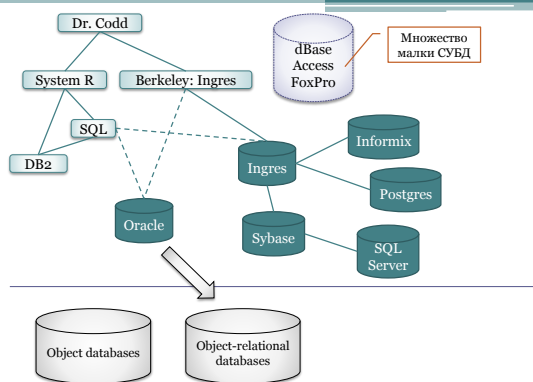 Dr. Codd
dBase
Access
FoxPro
Множество
малки СУБД
System R
Berkeley: Ingres
SQL
DB2
Informix
Ingres
Postgres
Oracle
Sybase
SQL
Server
Object databases
Object-relational
databases